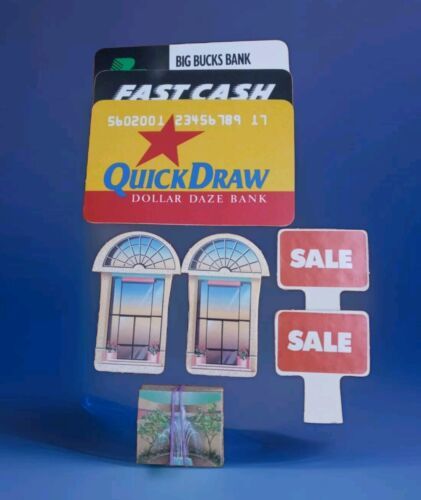 BIG BUCKS BANK
FAST CASH
5602001 23456789 17
QUICKDRAW
DOLLAR DAZE BANK
SALE
SALE